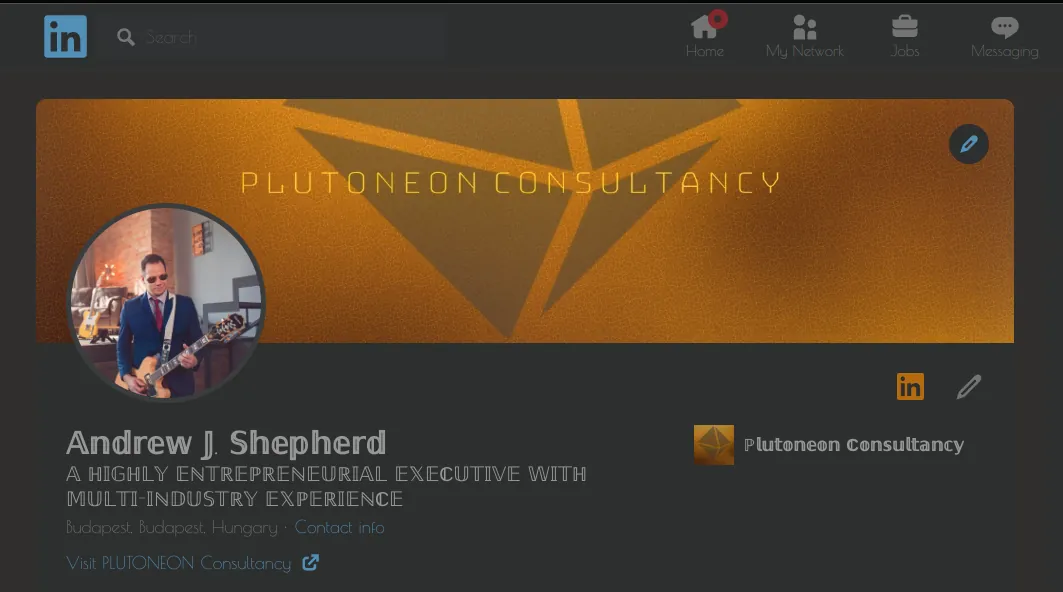 in
Search
Home
My Network
Jobs
Messaging
PLUTONEON CONSULTANCY
in
Andrew J. Shepherd
A HIGHLY ENTREPRENEURIAL EXECUTIVE WITH
MULTI-INDUSTRY EXPERIENCE
Budapest, Budapest, Hungary · Contact info
Visit PLUTONEON Consultancy
Plutoneon Consultancy